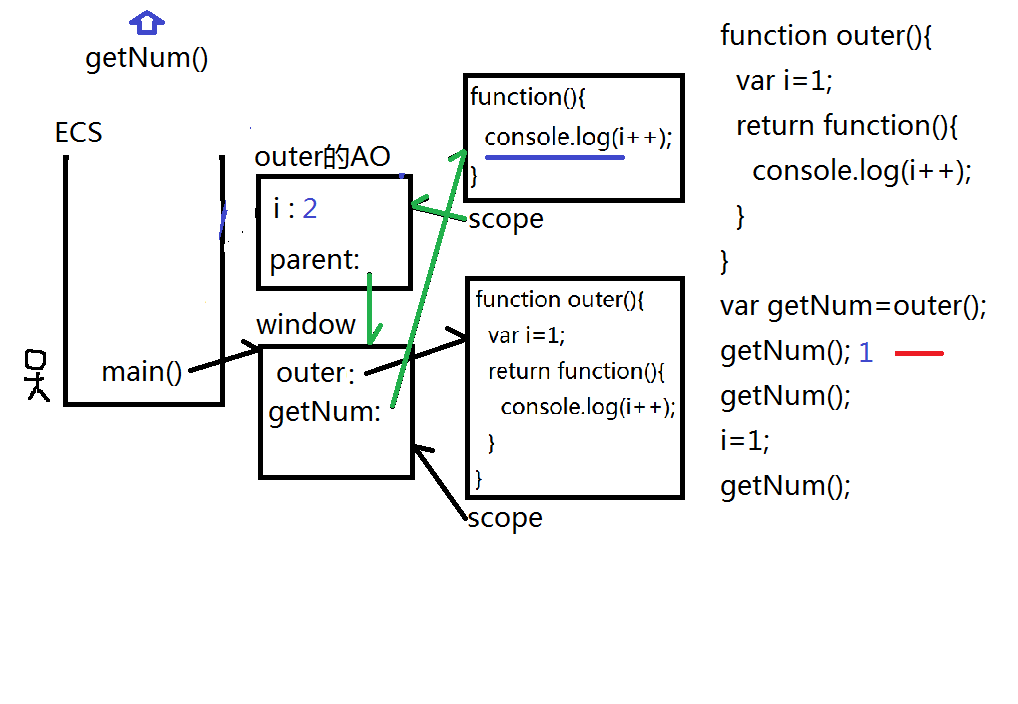 getNum()
ECS
main()
outer的AO
i : 2
parent:
window
outer:
getNum:
function(){
console.log(i++);
}
scope
function outer(){
var i=1;
return function(){
console.log(i++);
}
}
scope
function outer(){
var i=1;
return function(){
console.log(i++);
}
}
var getNum=outer();
getNum(); 1
getNum();
i=1;
getNum();